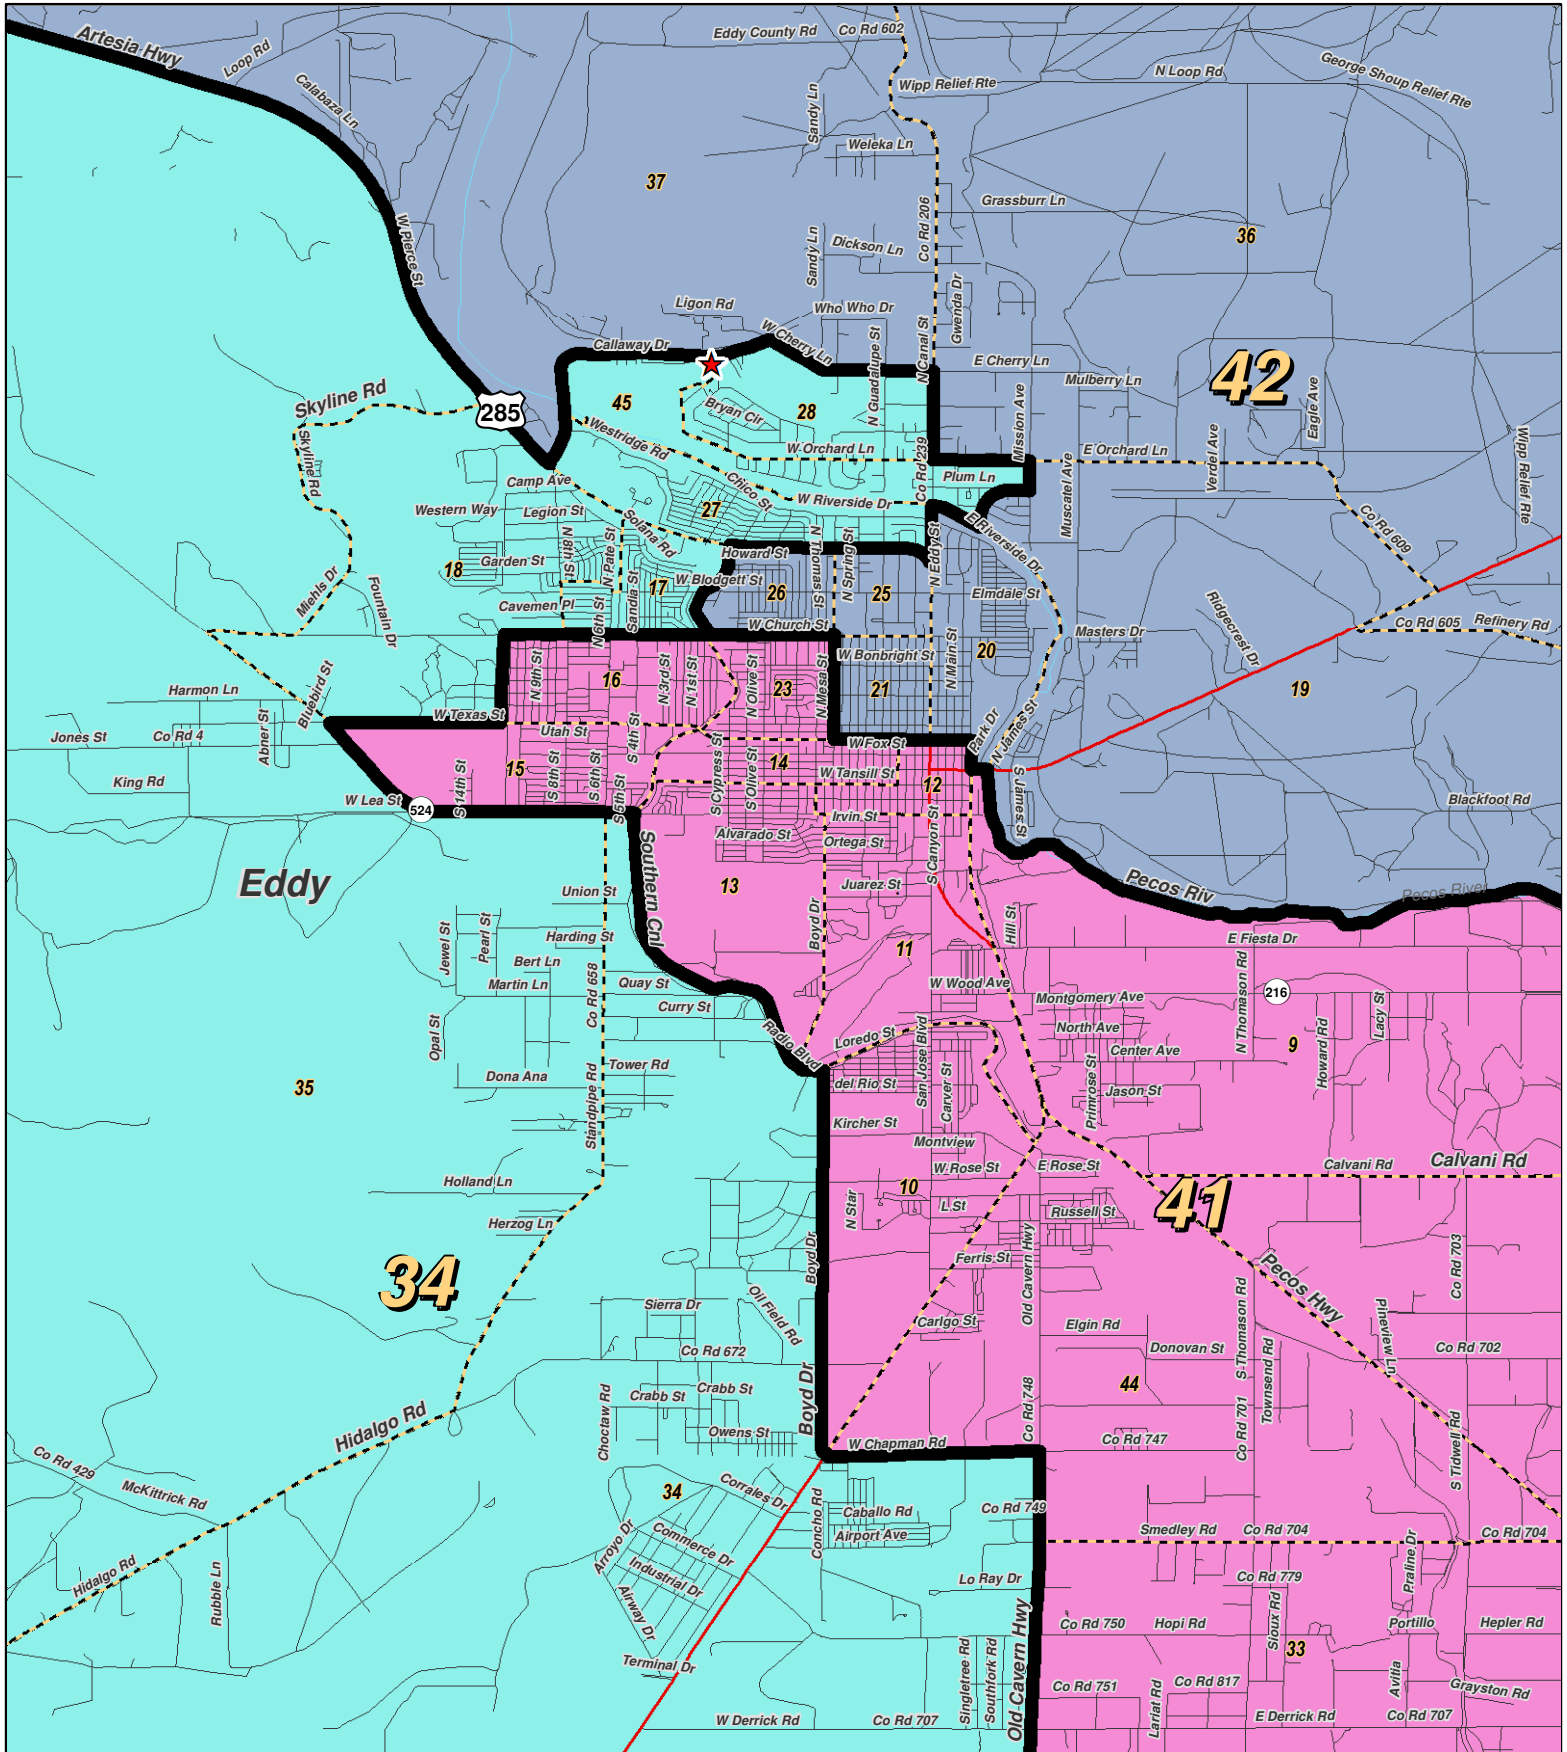 Artesia Hwy
Loop Rd
Calabaza Ln
Eddy County Rd
Co Rd 602
Wipp Relief Rte
N Loop Rd
George Shoup Relief Rte
Sandy Ln
Weleka Ln
37
Grassburr Ln
36
Co Rd 206
W Pierce St
Sandy Ln
Dickson Ln
Gwenda Dr
Ligon Rd
Who Who Dr
Callaway Dr
W Cherry Ln
N Guadalupe St
N Canal St
E Cherry Ln
Mulberry Ln
42
Eagle Ave
Skyline Rd
285
45
Bryan Cir
28
Mission Ave
Westridge Rd
W Orchard Ln
E Orchard Ln
Verdel Ave
Wipp Relief Rte
Skyline Rd
Camp Ave
Chico St
Co Rd 239
Plum Ln
Muscatel Ave
W Riverside Dr
Western Way
Legion St
27
Solona Rd
E Riverside Dr
Co Rd 609
N 8th St
N Pate St
Howard St
N Thomas St
N Spring St
N Eddy St
18
Garden St
17
W Blodgett St
26
25
Elmdale St
Miehls Dr
Fountain Dr
Cavemen Pl
N 6th St
Sandia St
W Church St
Masters Dr
Ridgecrest Dr
Co Rd 605
Refinery Rd
W Bonbright St
N Main St
20
Bluebird St
N 9th St
16
N 3rd St
N 1st St
N Olive St
23
N Mesa St
21
19
Harmon Ln
W Texas St
Abner St
Jones St
Co Rd 4
Utah St
S 4th St
W Fox St
Park Dr
N James St
King Rd
15
S 8th St
S 6th St
S Cypress St
S Olive St
14
W Tansill St
12
S James St
W Lea St
524
S 14th St
S 5th St
Irvin St
Blackfoot Rd
Alvarado St
Ortega St
S Canyon St
Eddy
Southern Cnl
13
Juarez St
Pecos Riv
Pecos River
Union St
Boyd Dr
11
Hill St
E Fiesta Dr
Jewel St
Pearl St
Harding St
Bert Ln
Martin Ln
Co Rd 658
Quay St
Curry St
W Wood Ave
Montgomery Ave
N Thomason Rd
216
Lacy St
Opal St
Radio Blvd
Loredo St
San Jose Blvd
North Ave
Center Ave
9
Howard Rd
35
Dona Ana
Tower Rd
Standpipe Rd
del Rio St
Carver St
Primrose St
Jason St
Kircher St
Montview
Holland Ln
W Rose St
E Rose St
Calvani Rd
Calvani Rd
10
L St
N Star
Russell St
41
Herzog Ln
Boyd Dr
Ferris St
Old Cavern Hwy
Pecos Hwy
Co Rd 703
34
Sierra Dr
Oil Field Rd
Carlgo St
Elgin Rd
S Thomason Rd
Pineview Ln
Co Rd 672
Donovan St
Townsend Rd
Co Rd 702
Choctaw Rd
Crabb St
Crabb St
Boyd Dr
Co Rd 748
44
Co Rd 701
Hidalgo Rd
Owens St
W Chapman Rd
Co Rd 747
S Tidwell Rd
Co Rd 429
McKittrick Rd
34
Corrales Dr
Concho Rd
Caballo Rd
Co Rd 749
Airport Ave
Smedley Rd
Co Rd 704
Co Rd 704
Arroyo Dr
Commerce Dr
Industrial Dr
Airway Dr
Lo Ray Dr
Co Rd 779
Praline Dr
Hidalgo Rd
Rubble Ln
Old Cavern Hwy
Co Rd 750
Hopi Rd
Sioux Rd
Portillo
Hepler Rd
33
Terminal Dr
Singletree Rd
Southfork Rd
Co Rd 751
Co Rd 817
Lariat Rd
Avitia
Grayston Rd
W Derrick Rd
Co Rd 707
E Derrick Rd
Co Rd 707